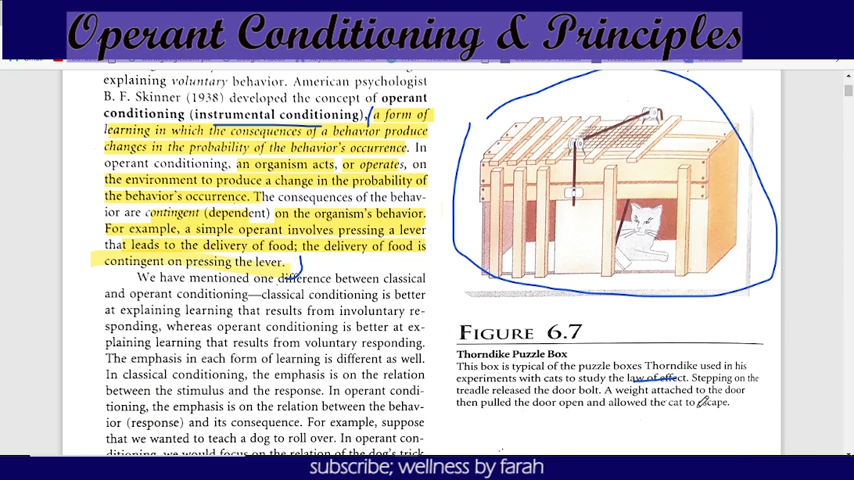 Operant Conditioning & Principles
explaining voluntary behavior. American psychologist
B. F. Skinner (1938) developed the concept of operant
conditioning (instrumental conditioning), a form of
learning in which the consequences of a behavior produce
changes in the probability of the behavior's occurrence. In
operant conditioning, an organism acts, or operates, on
the environment to produce a change in the probability of
the behavior's occurrence. The consequences of the behav-
ior are contingent (dependent) on the organism's behavior.
For example, a simple operant involves pressing a lever
that leads to the delivery of food; the delivery of food is
contingent on pressing the lever.
We have mentioned one difference between classical
and operant conditioning—classical conditioning is better
at explaining learning that results from involuntary re-
sponding, whereas operant conditioning is better at ex-
plaining learning that results from voluntary responding.
The emphasis in each form of learning is different as well.
In classical conditioning, the emphasis is on the relation
between the stimulus and the response. In operant condi-
tioning, the emphasis is on the relation between the behav-
ior (response) and its consequence. For example, suppose
that we wanted to teach a dog to roll over. In operant con-
ditioning, we would focus on the relation of the dog's trick
FIGURE 6.7
Thorndike Puzzle Box
This box is typical of the puzzle boxes Thorndike used in his
experiments with cats to study the law of effect. Stepping on the
treadle released the door bolt. A weight attached to the door
then pulled the door open and allowed the cat to escape.
subscribe; wellness by farah